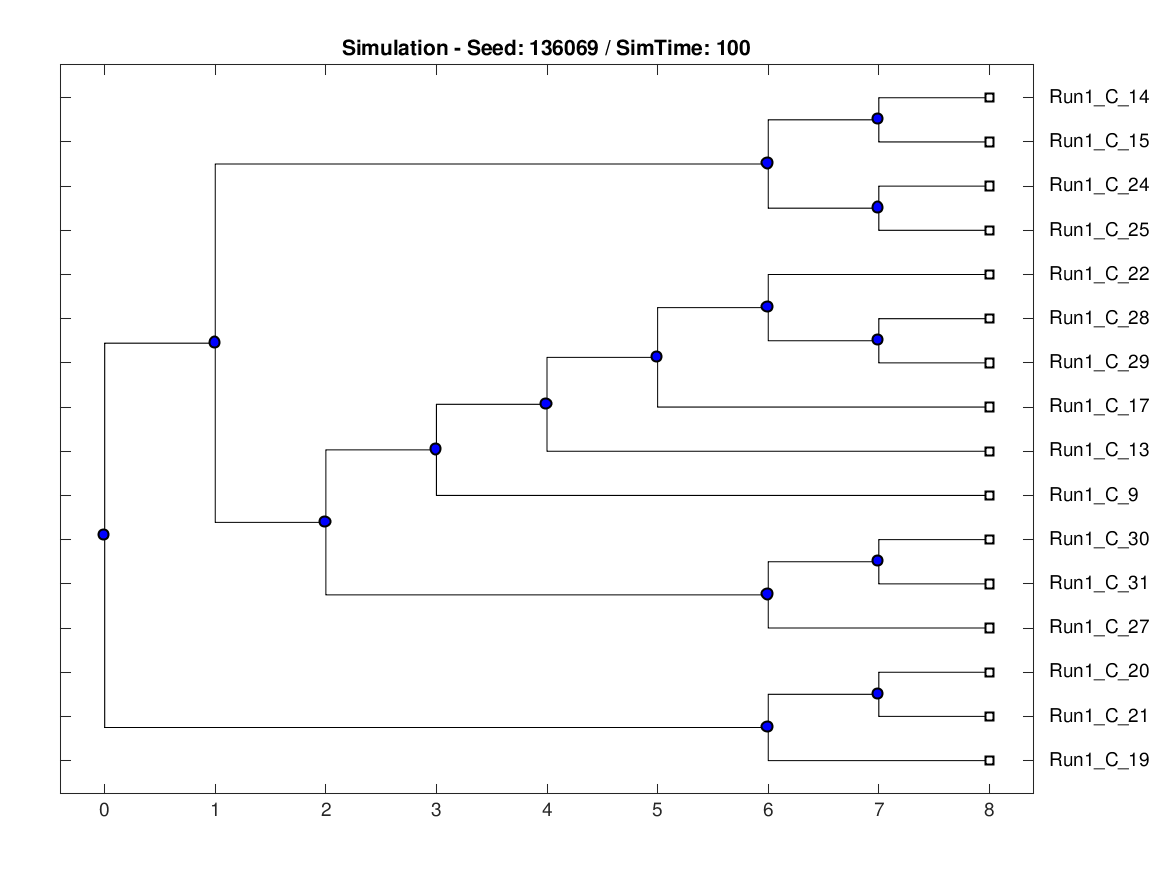 Simulation - Seed: 136069 / SimTime: 100
Run1_C_14
Run1_C_15
Run1_C_24
Run1_C_25
Run1_C_22
Run1_C_28
Run1_C_29
Run1_C_17
Run1_C_13
Run1_C_9
Run1_C_30
Run1_C_31
Run1_C_27
Run1_C_20
Run1_C_21
Run1_C_19
0 1 2 3 4 5 6 7 8